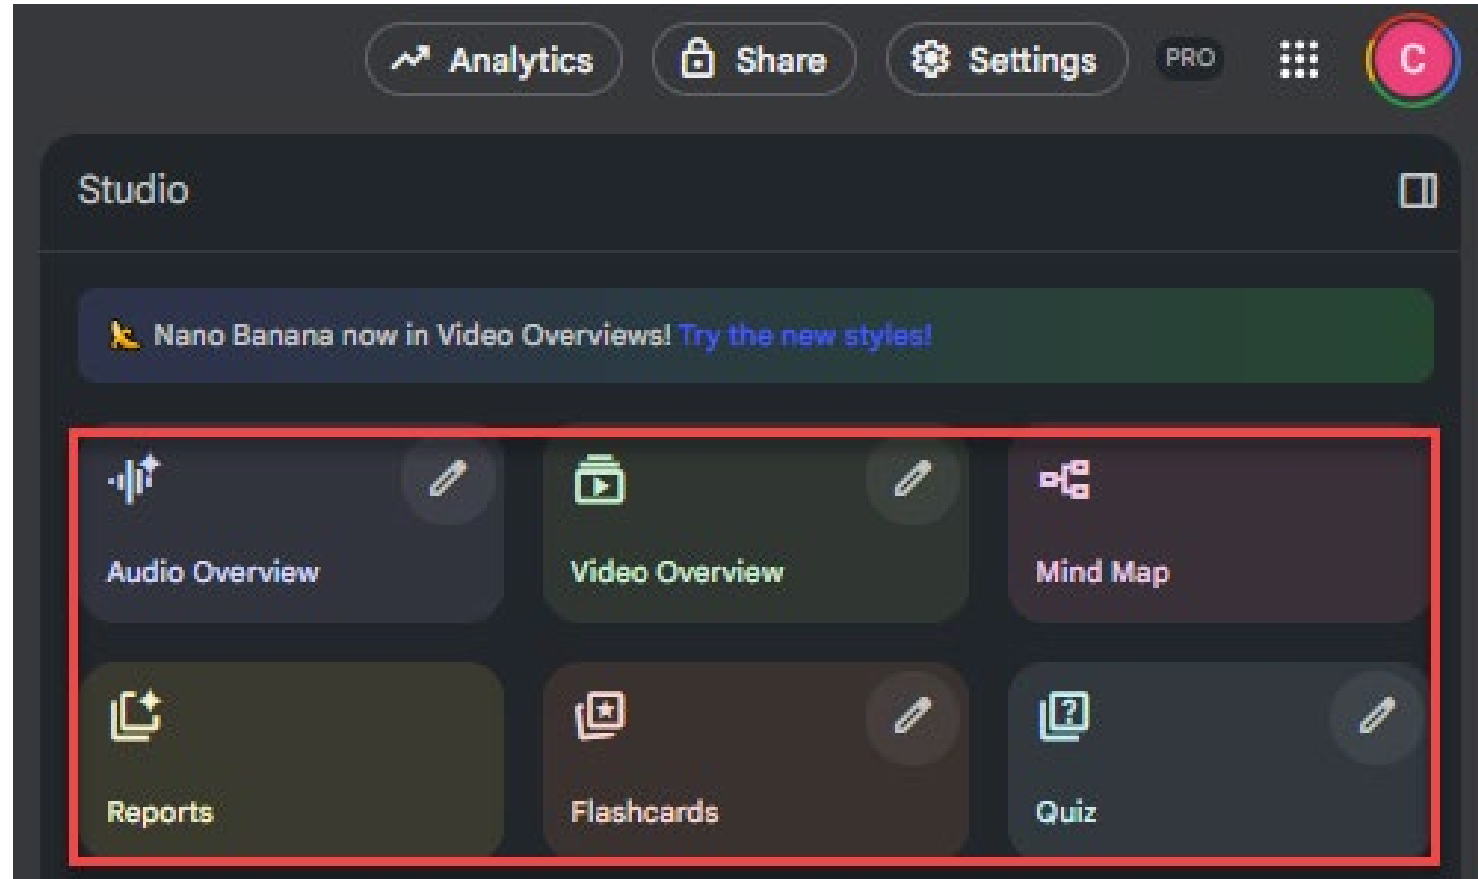 Analytics Share Settings PRO C
Studio
Nano Banana now in Video Overviews! Try the new styles!
Audio Overview Video Overview Mind Map
Reports Flashcards Quiz